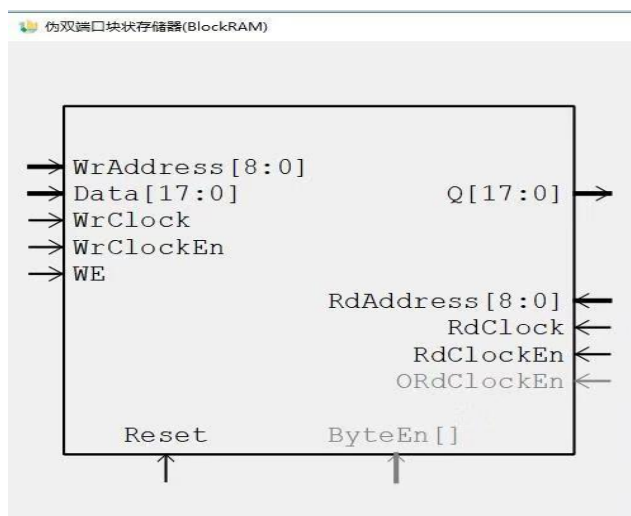 伪双端口块状存储器(BlockRAM)
WrAddress[8:0]
Data[17:0]
Q[17:0]
WrClock
WrClockEn
WE
RdAddress[8:0]
RdClock
RdClockEn
ORdClockEn
Reset
ByteEn[]